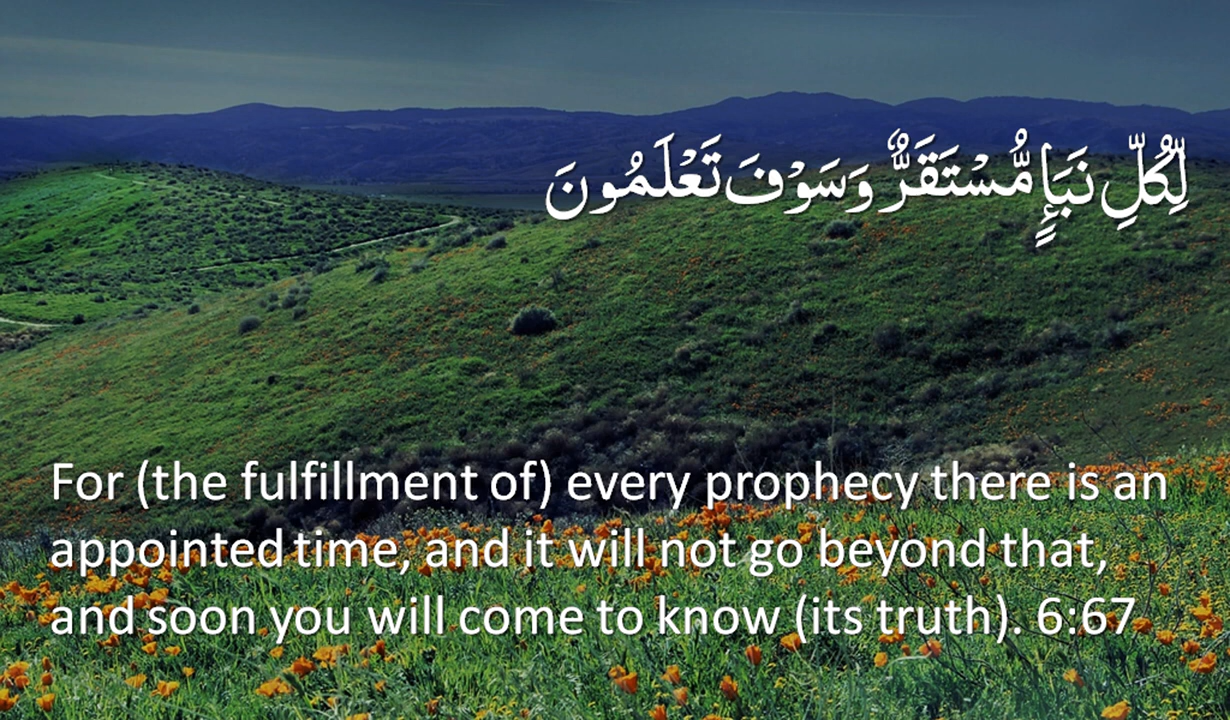 لِّكُلِّ نَبَإٍ مُّسْتَقَرٌّ وَسَوْفَ تَعْلَمُونَ
For (the fulfillment of) every prophecy there is an
appointed time, and it will not go beyond that,
and soon you will come to know (its truth). 6:67